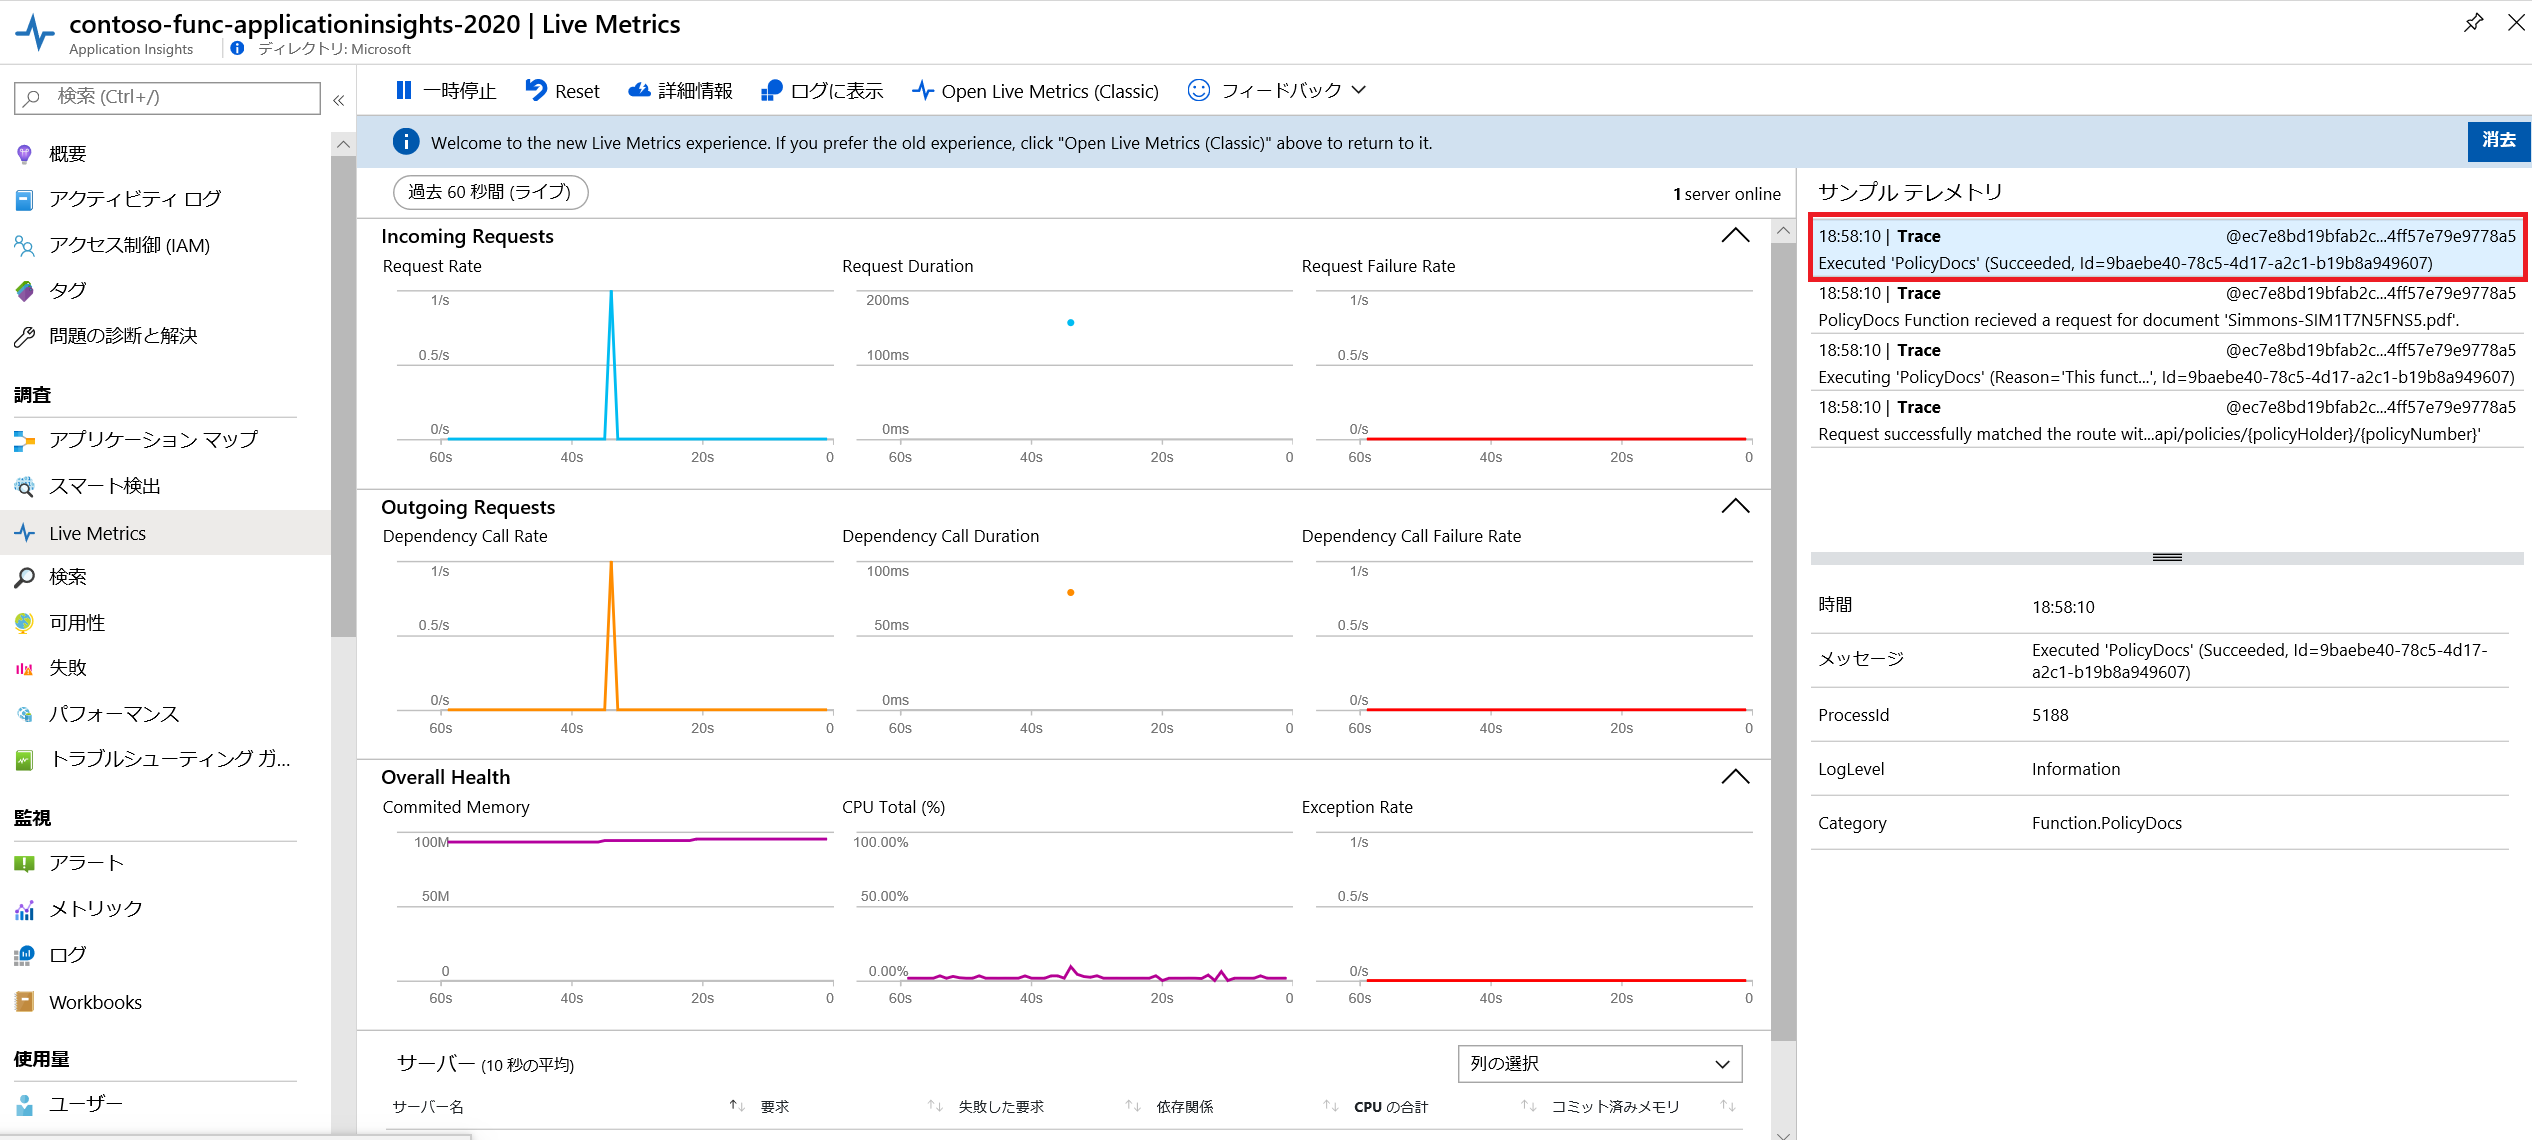 contoso-func-applicationinsights-2020 | Live Metrics
Application Insights
ディレクトリ: Microsoft
検索 (Ctrl+/)
«
概要
アクティビティ ログ
アクセス制御 (IAM)
タグ
問題の診断と解決
調査
アプリケーション マップ
スマート検出
Live Metrics
検索
可用性
失敗
パフォーマンス
トラブルシューティング ガ...
監視
アラート
メトリック
ログ
Workbooks
使用量
ユーザー
一時停止
Reset
詳細情報
ログに表示
Open Live Metrics (Classic)
フィードバック
Welcome to the new Live Metrics experience. If you prefer the old experience, click "Open Live Metrics (Classic)" above to return to it.
消去
過去 60 秒間 (ライブ)
1 server online
Incoming Requests
Request Rate
1/s
0.5/s
0/s
60s 40s 20s 0
Request Duration
200ms
100ms
0ms
60s 40s 20s 0
Request Failure Rate
1/s
0.5/s
0/s
60s 40s 20s 0
Outgoing Requests
Dependency Call Rate
1/s
0.5/s
0/s
60s 40s 20s 0
Dependency Call Duration
100ms
50ms
0ms
60s 40s 20s 0
Dependency Call Failure Rate
1/s
0.5/s
0/s
60s 40s 20s 0
Overall Health
Commited Memory
100M
50M
0
60s 40s 20s 0
CPU Total (%)
100.00%
50.00%
0.00%
60s 40s 20s 0
Exception Rate
1/s
0.5/s
0/s
60s 40s 20s 0
サーバー (10 秒の平均)
列の選択
サーバー名 ↑↓ 要求 ↑↓ 失敗した要求 ↑↓ 依存関係 ↑↓ CPU の合計 ↑↓ コミット済みメモリ ↑↓
サンプル テレメトリ
18:58:10 | Trace @ec7e8bd19bfab2c...4ff57e79e9778a5
Executed 'PolicyDocs' (Succeeded, Id=9baebe40-78c5-4d17-a2c1-b19b8a949607)
18:58:10 | Trace @ec7e8bd19bfab2c...4ff57e79e9778a5
PolicyDocs Function recieved a request for document 'Simmons-SIM1T7N5FNS5.pdf'.
18:58:10 | Trace @ec7e8bd19bfab2c...4ff57e79e9778a5
Executing 'PolicyDocs' (Reason='This funct...', Id=9baebe40-78c5-4d17-a2c1-b19b8a949607)
18:58:10 | Trace @ec7e8bd19bfab2c...4ff57e79e9778a5
Request successfully matched the route wit...api/policies/{policyHolder}/{policyNumber}'
時間 18:58:10
メッセージ Executed 'PolicyDocs' (Succeeded, Id=9baebe40-78c5-4d17-
a2c1-b19b8a949607)
ProcessId 5188
LogLevel Information
Category Function.PolicyDocs